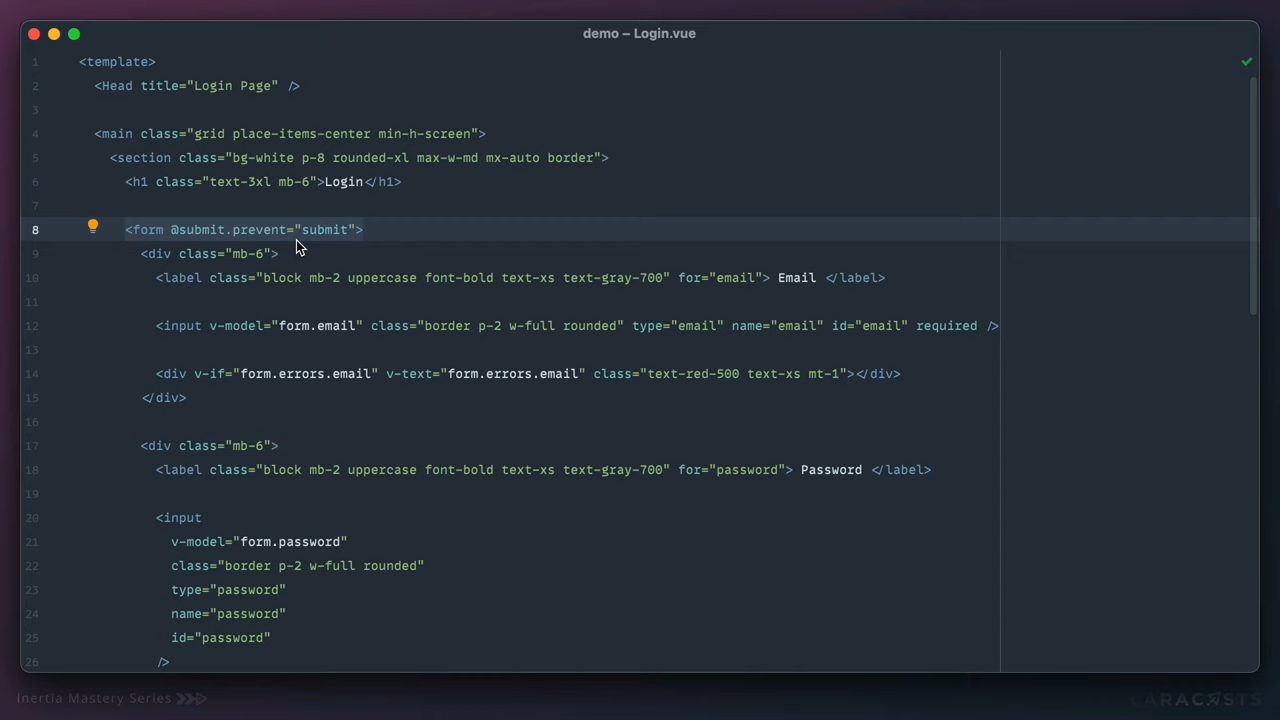 demo – Login.vue
1 <template>
2 <Head title="Login Page" />
3
4 <main class="grid place-items-center min-h-screen">
5 <section class="bg-white p-8 rounded-xl max-w-md mx-auto border">
6 <h1 class="text-3xl mb-6">Login</h1>
7
8 <form @submit.prevent="submit">
9 <div class="mb-6">
10 <label class="block mb-2 uppercase font-bold text-xs text-gray-700" for="email"> Email </label>
11
12 <input v-model="form.email" class="border p-2 w-full rounded" type="email" name="email" id="email" required />
13
14 <div v-if="form.errors.email" v-text="form.errors.email" class="text-red-500 text-xs mt-1"></div>
15 </div>
16
17 <div class="mb-6">
18 <label class="block mb-2 uppercase font-bold text-xs text-gray-700" for="password"> Password </label>
19
20 <input
21 v-model="form.password"
22 class="border p-2 w-full rounded"
23 type="password"
24 name="password"
25 id="password"
26 />
Inertia Mastery Series
LARACASTS